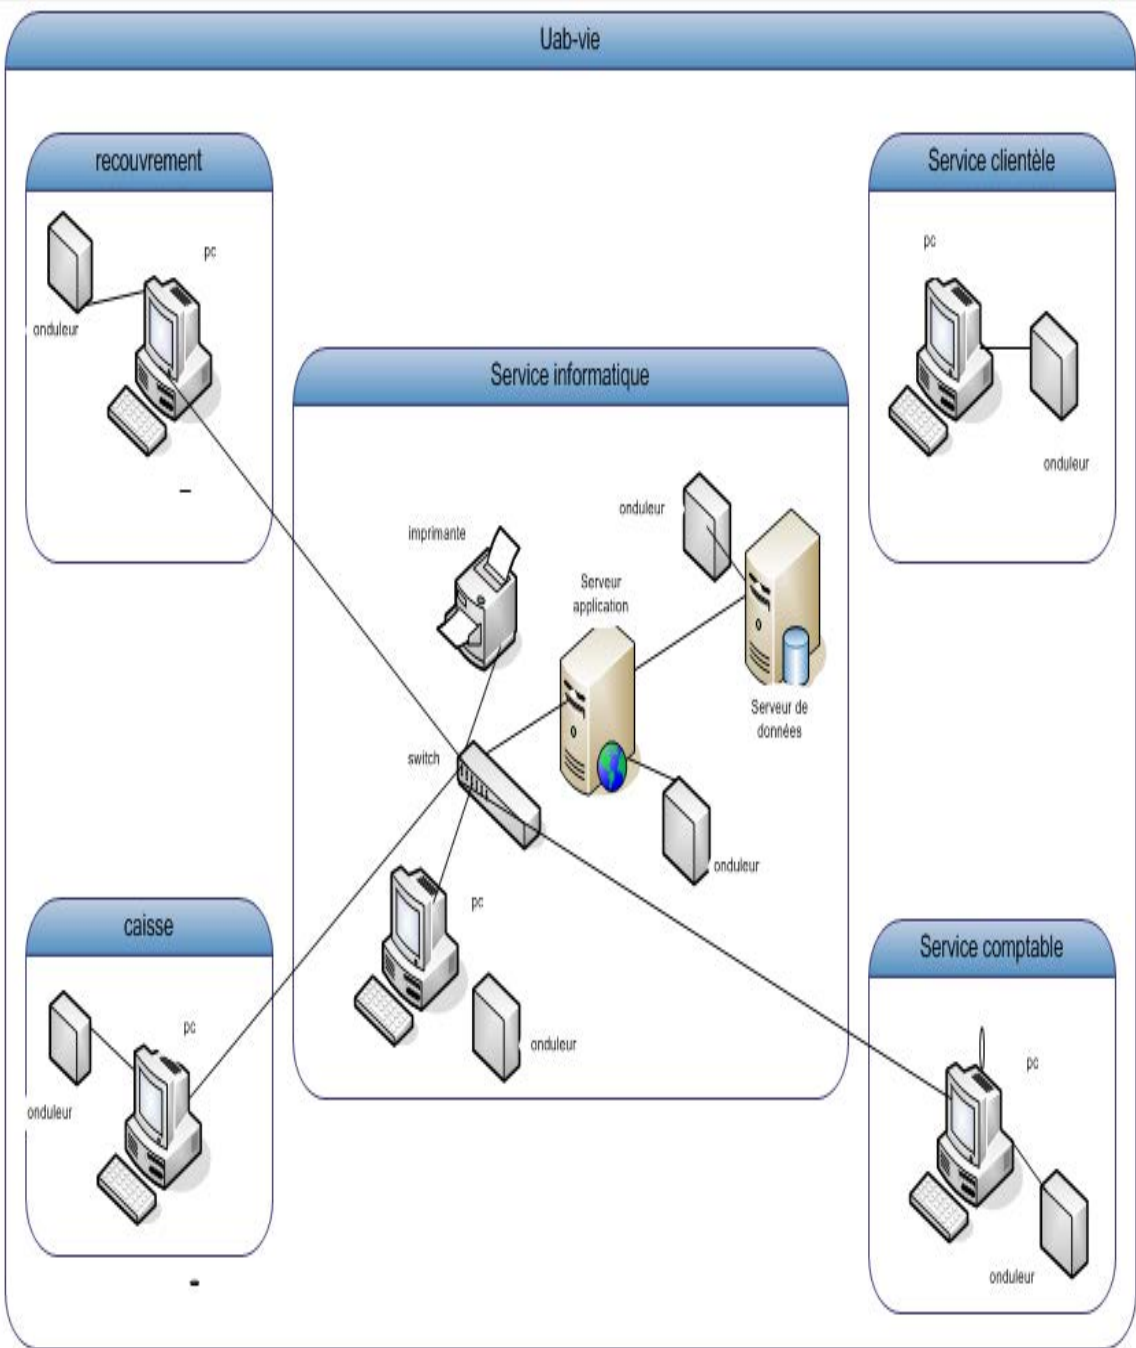 Uab-vie
recouvrement
Service clientèle
pc
onduleur
pc
onduleur
Service informatique
imprimante
onduleur
Serveur
application
Serveur de
données
switch
onduleur
pc
onduleur
caisse
pc
onduleur
Service comptable
pc
onduleur